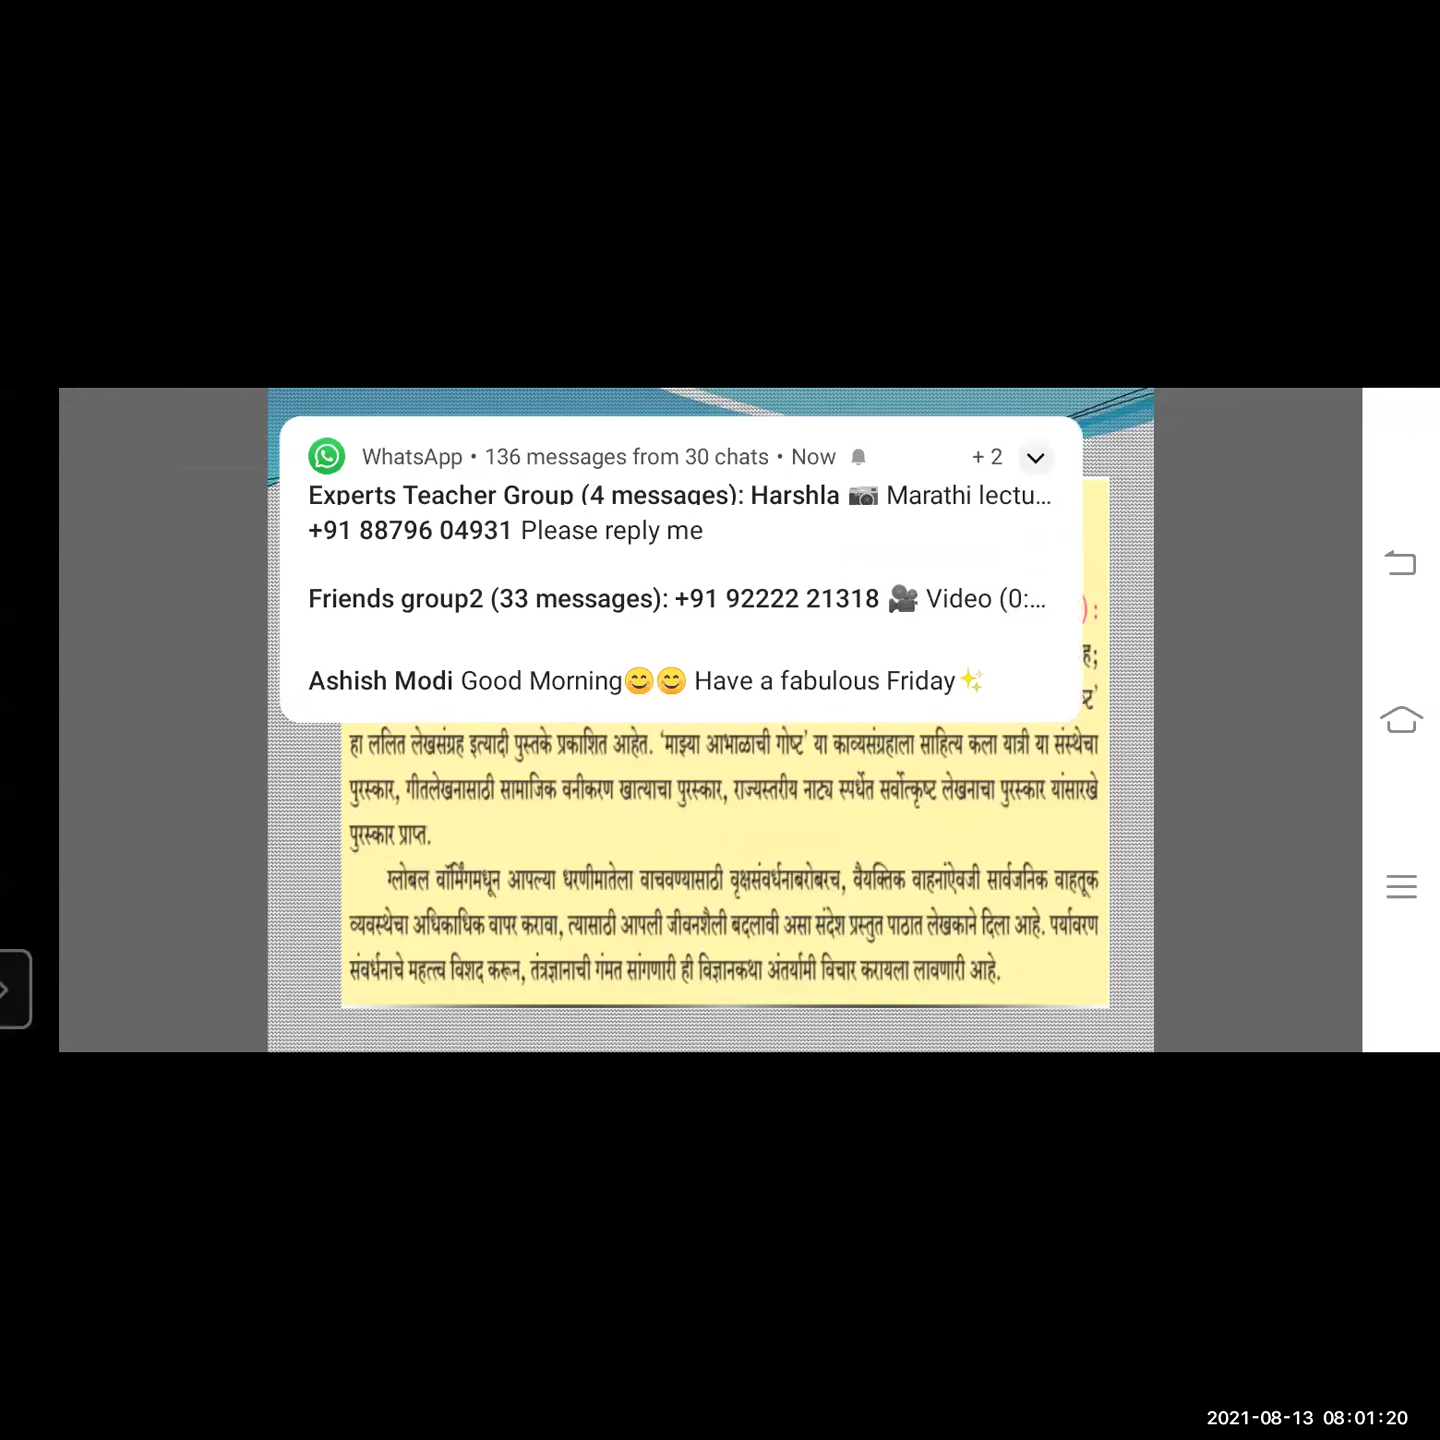 WhatsApp • 136 messages from 30 chats • Now + 2
Experts Teacher Group (4 messages): Harshla 📷 Marathi lectu...
+91 88796 04931 Please reply me
Friends group2 (33 messages): +91 92222 21318 🎥 Video (0:...
) :
Ashish Modi Good Morning😊😊 Have a fabulous Friday✨
हा ललित लेखसंग्रह इत्यादी पुस्तके प्रकाशित आहेत. ‘माझ्या आभाळाची गोष्ट’ या काव्यसंग्रहाला साहित्य कला यात्री या संस्थेचा
पुरस्कार, गीतलेखनासाठी सामाजिक वनीकरण खात्याचा पुरस्कार, राज्यस्तरीय नाट्य स्पर्धेत सर्वोत्कृष्ट लेखनाचा पुरस्कार यांसारखे
पुरस्कार प्राप्त.
ग्लोबल वॉर्मिंगमधून आपल्या धरणीमातेला वाचवण्यासाठी वृक्षसंवर्धनाबरोबरच, वैयक्तिक वाहनांऐवजी सार्वजनिक वाहतूक
व्यवस्थेचा अधिकाधिक वापर करावा, त्यासाठी आपली जीवनशैली बदलावी असा संदेश प्रस्तुत पाठात लेखकाने दिला आहे. पर्यावरण
संवर्धनाचे महत्त्व विशद करून, तंत्रज्ञानाची गंमत सांगणारी ही विज्ञानकथा अंतर्यामी विचार करायला लावणारी आहे.
2021-08-13 08:01:20